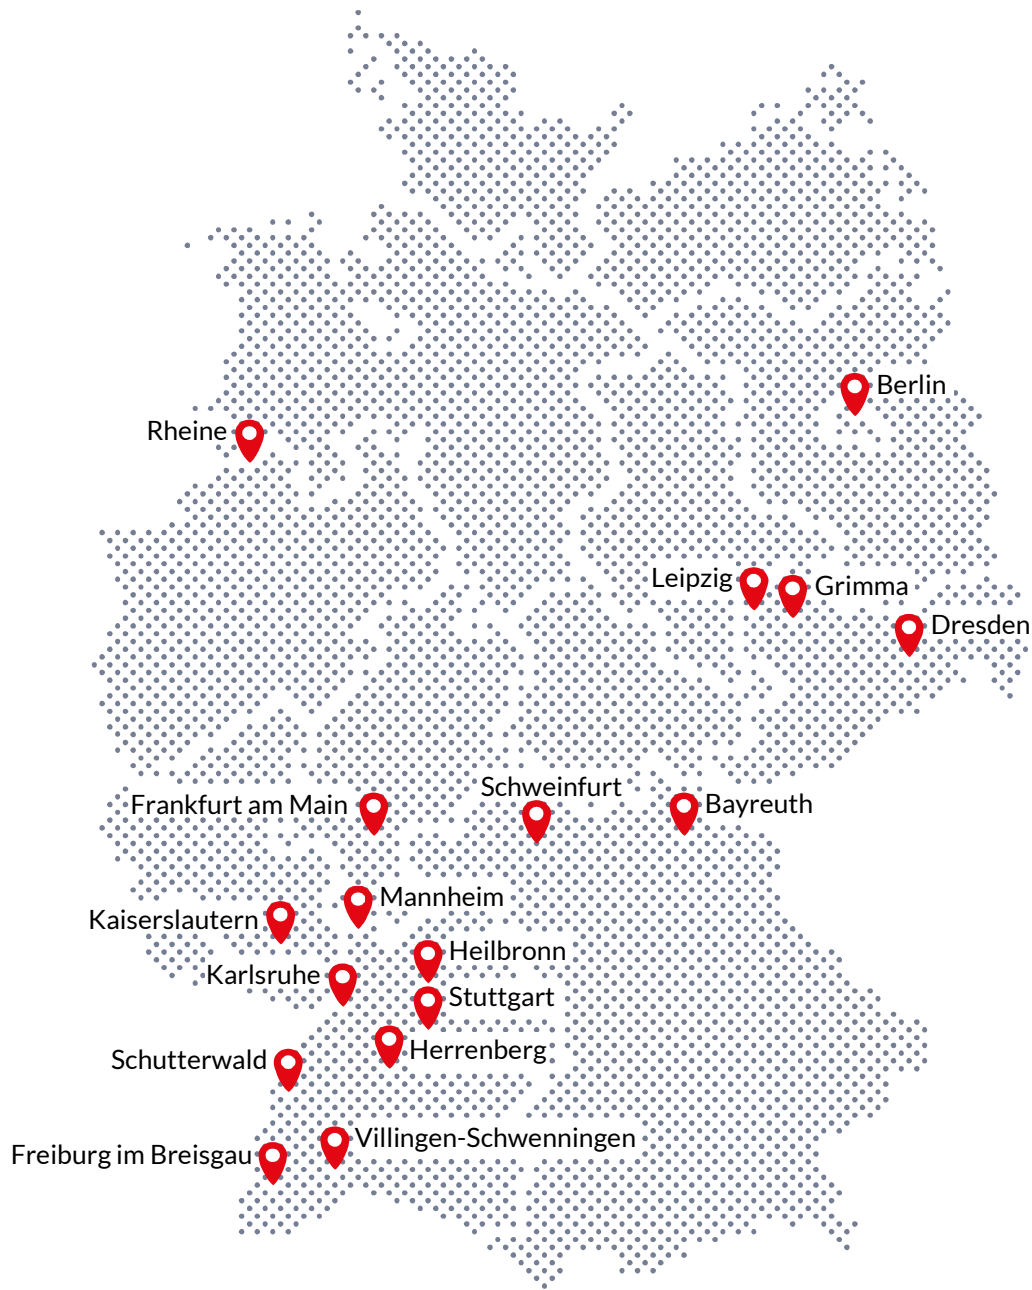 Berlin
Rheine
Leipzig
Grimma
Dresden
Schweinfurt
Frankfurt am Main
Bayreuth
Mannheim
Kaiserslautern
Heilbronn
Karlsruhe
Stuttgart
Herrenberg
Schutterwald
Villingen-Schwenningen
Freiburg im Breisgau